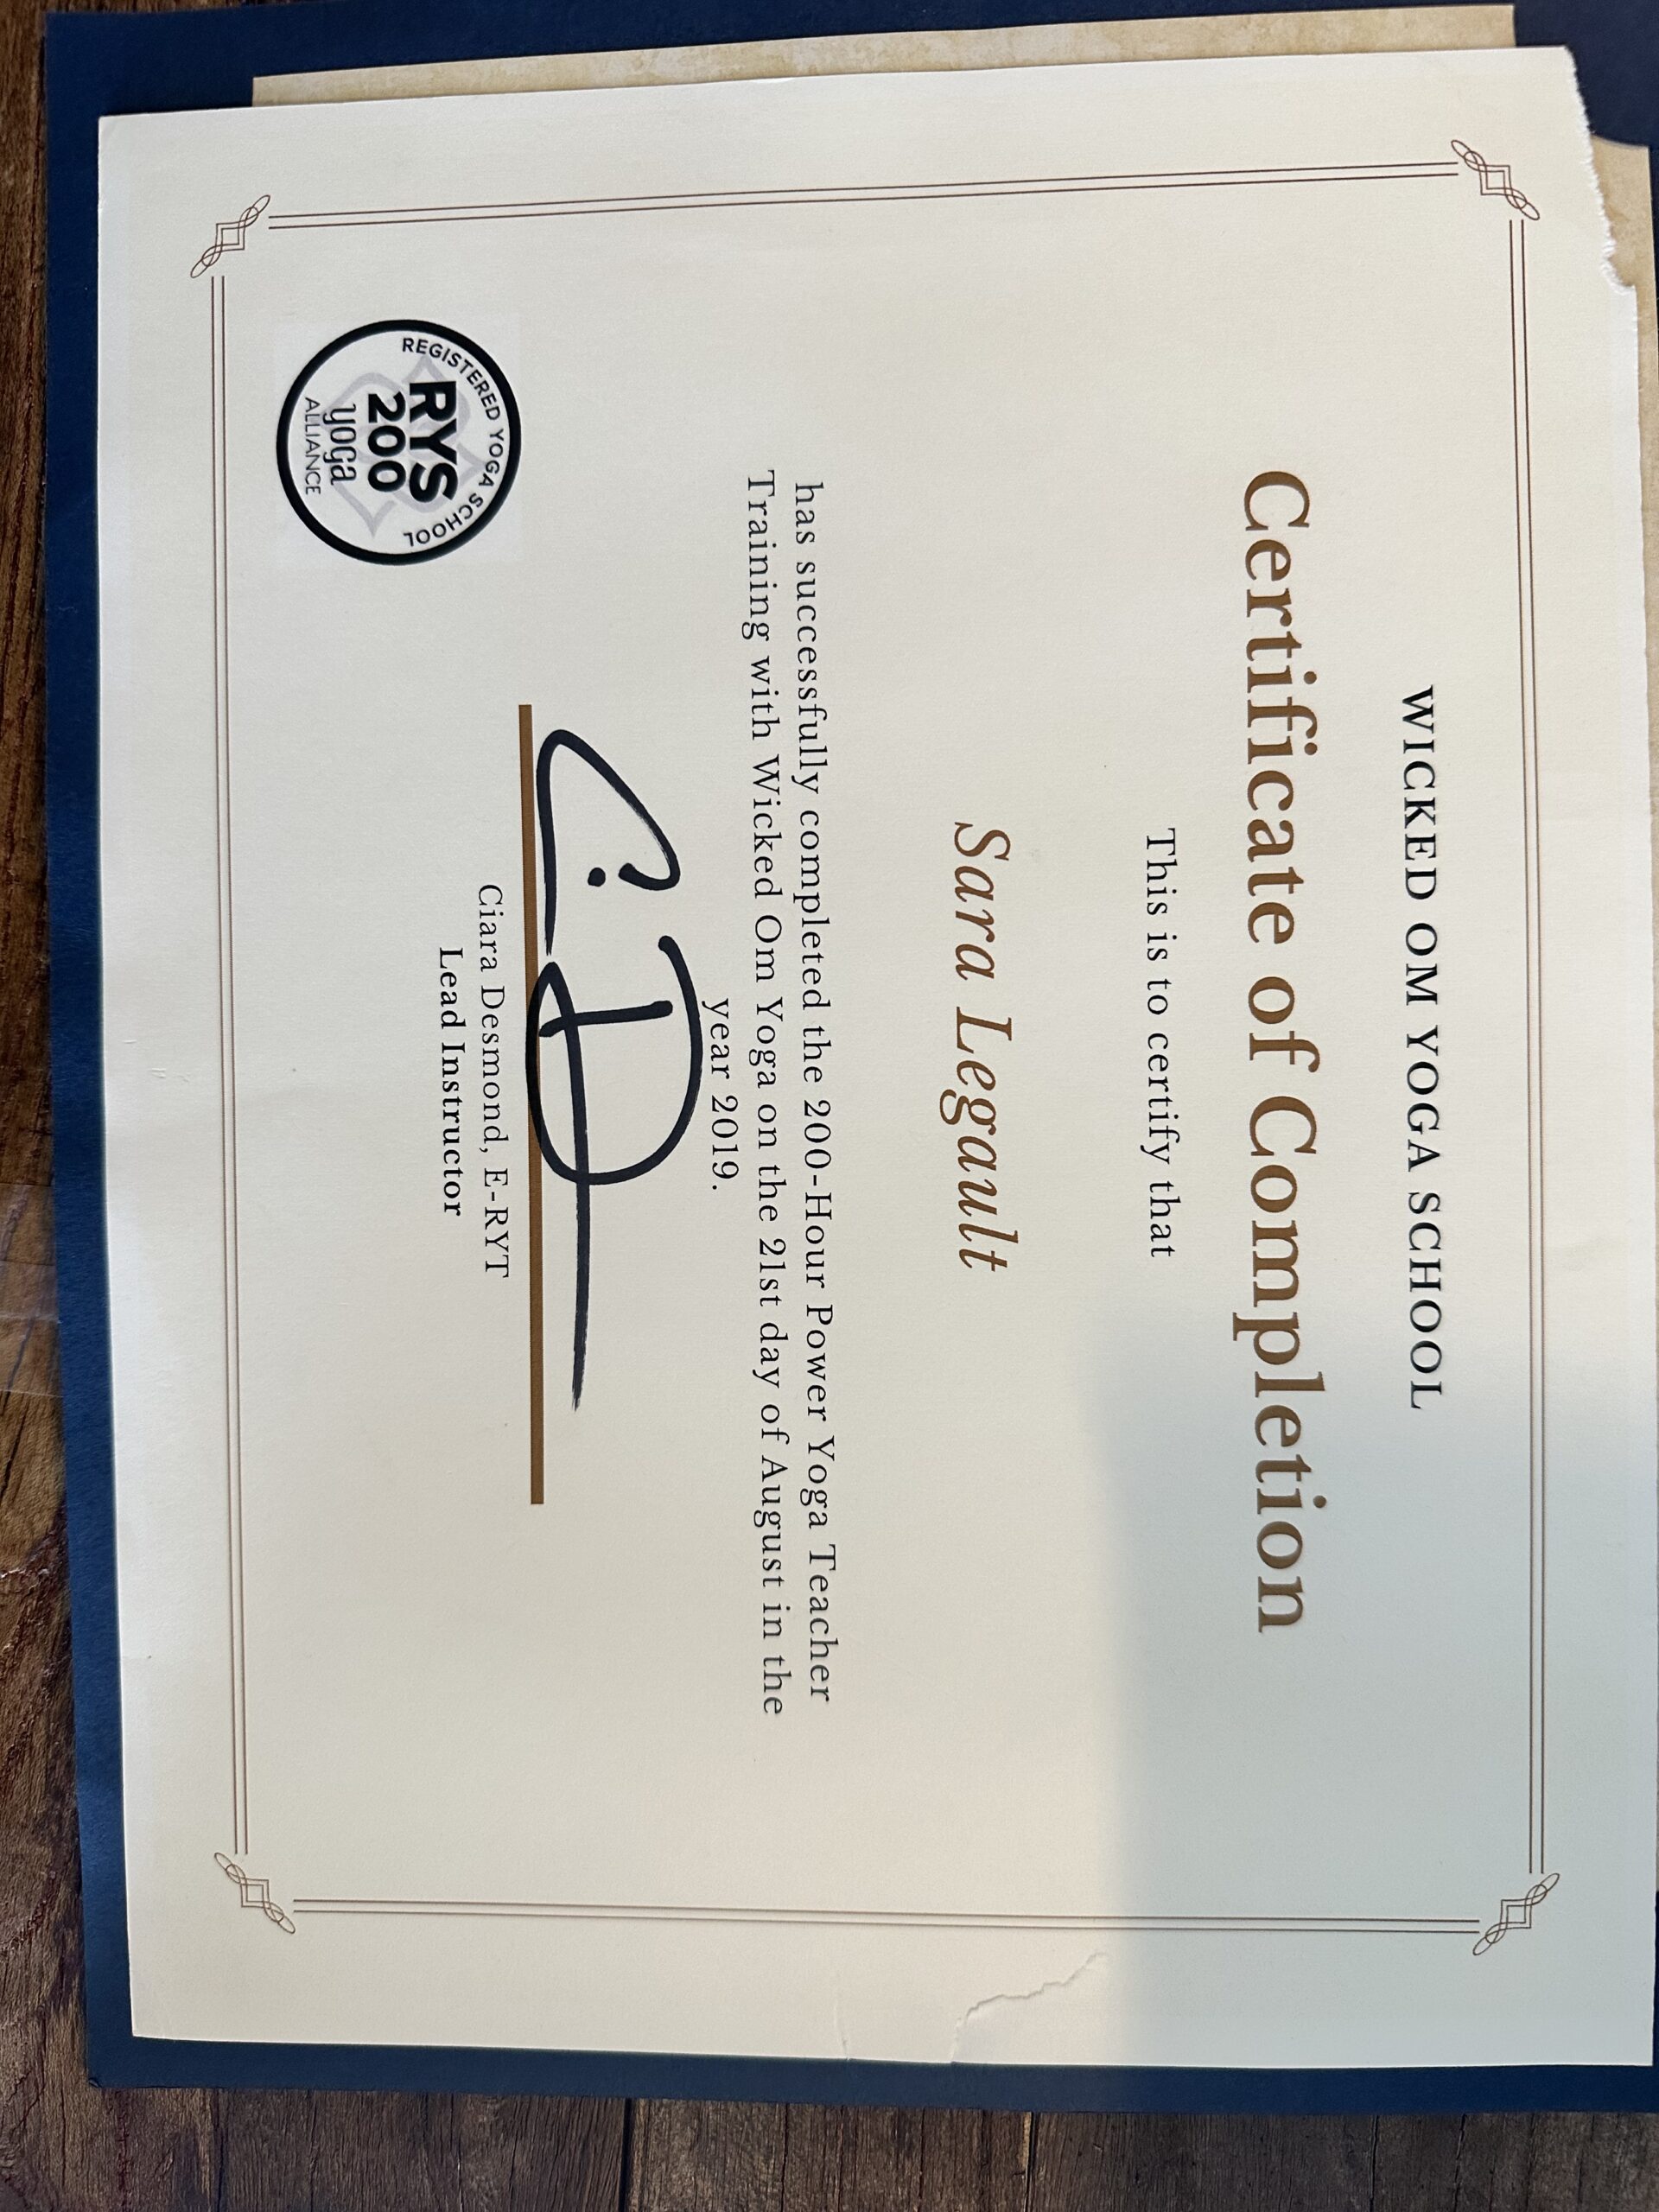 WICKED OM YOGA SCHOOL
Certificate of Completion
This is to certify that
Sara Legault
has successfully completed the 200-Hour Power Yoga Teacher
Training with Wicked Om Yoga on the 21st day of August in the
year 2019.
C. D
Ciara Desmond, E-RYT
Lead Instructor
REGISTERED YOGA SCHOOL
RYS
200
yoga
ALLIANCE